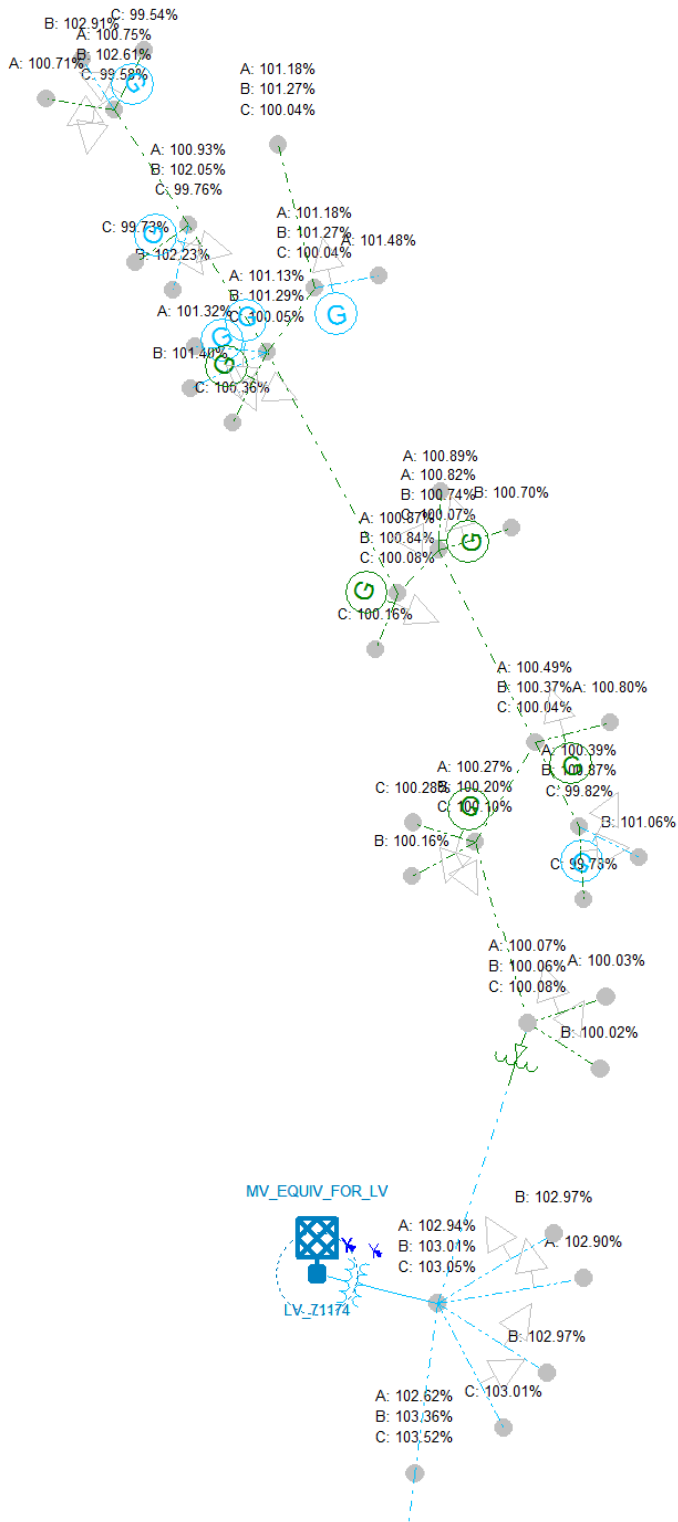 B: 102.91%
C: 99.54%
A: 100.75%
B: 102.61%
A: 100.71%
C: 99.58%
G
A: 101.18%
B: 101.27%
C: 100.04%
A: 100.93%
B: 102.05%
C: 99.76%
A: 101.18%
B: 101.27%
C: 100.04%
C: 99.73%
G
A: 101.48%
B: 102.23%
A: 101.13%
B: 101.29%
C: 100.05%
A: 101.32%
G
G
G
B: 101.40%
G
C: 100.36%
A: 100.89%
A: 100.82%
B: 100.74%
C: 100.07%
B: 100.70%
A: 100.87%
B: 100.84%
C: 100.08%
G
G
C: 100.16%
A: 100.49%
B: 100.37%
C: 100.04%
A: 100.80%
A: 100.39%
B: 100.87%
C: 99.82%
G
A: 100.27%
B: 100.20%
C: 100.10%
C: 100.28%
G
B: 100.16%
B: 101.06%
C: 99.73%
G
A: 100.07%
B: 100.06%
C: 100.08%
A: 100.03%
B: 100.02%
MV_EQUIV_FOR_LV
B: 102.97%
A: 102.94%
B: 103.01%
C: 103.05%
A: 102.90%
LV_71174
B: 102.97%
C: 103.01%
A: 102.62%
B: 103.36%
C: 103.52%